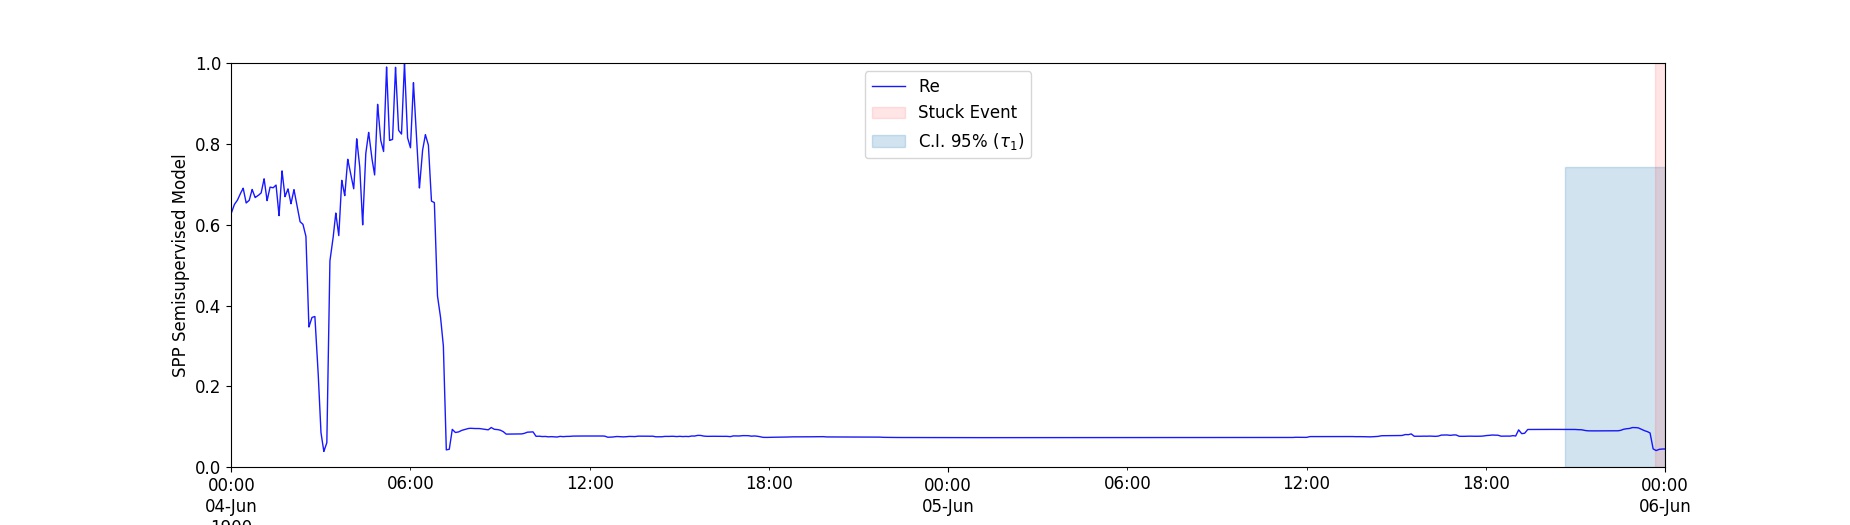 SPP Semisupervised Model
1.0
0.8
0.6
0.4
0.2
0.0
Re
Stuck Event
C.I. 95% (τ₁)
00:00 06:00 12:00 18:00 00:00 06:00 12:00 18:00 00:00
04-Jun 05-Jun 06-Jun
1900